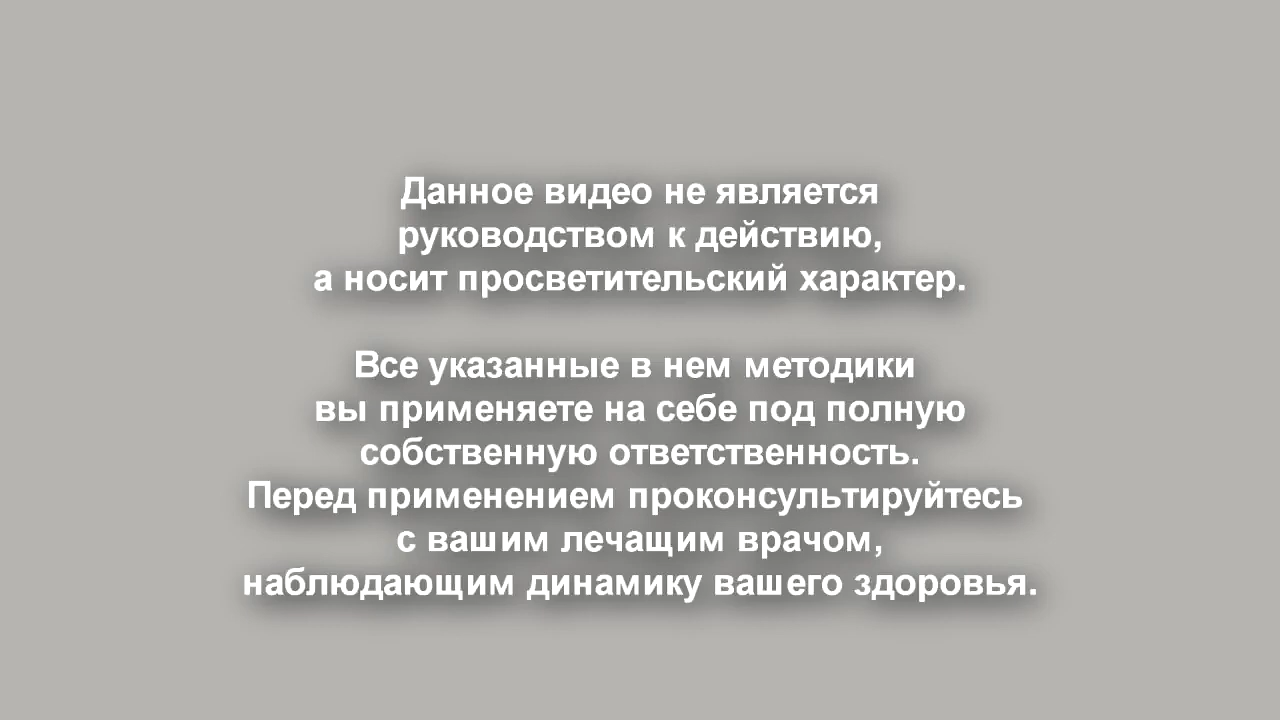 Данное видео не является
руководством к действию,
а носит просветительский характер.
Все указанные в нем методики
вы применяете на себе под полную
собственную ответственность.
Перед применением проконсультируйтесь
с вашим лечащим врачом,
наблюдающим динамику вашего здоровья.